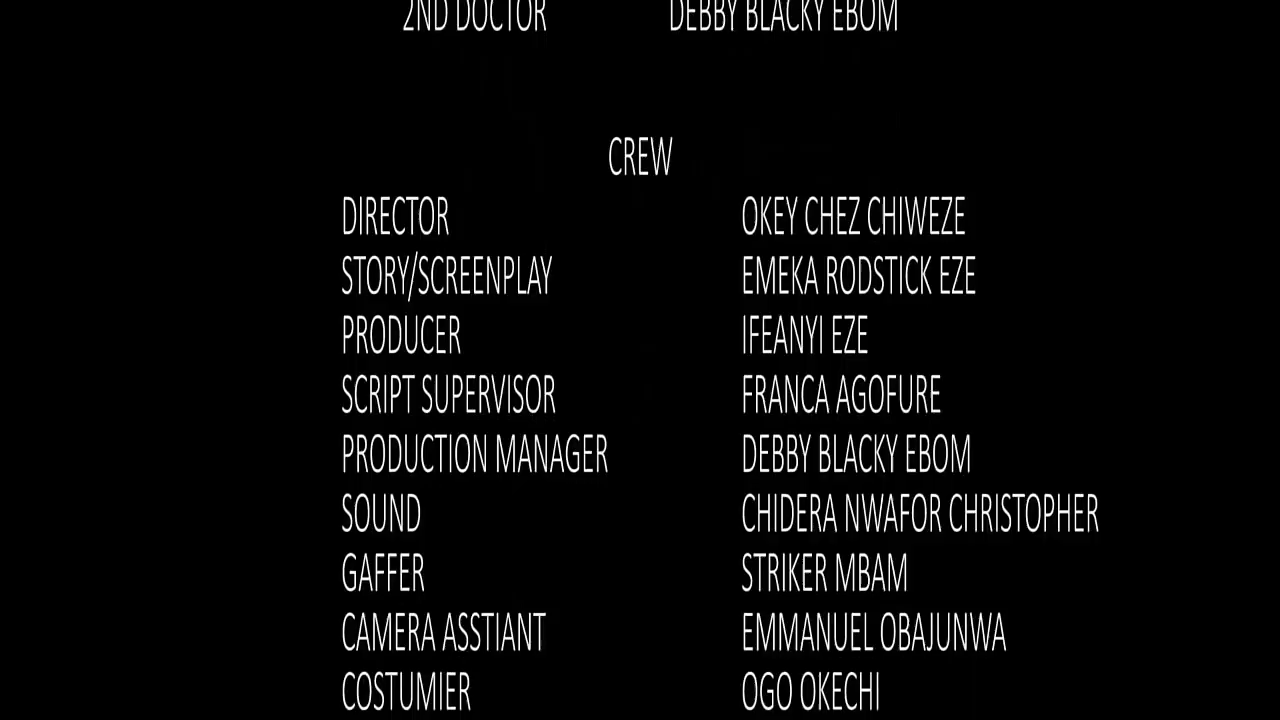 2ND DOCTOR DEBBY BLACKY EBOM
CREW
DIRECTOR OKEY CHEZ CHIWEZE
STORY/SCREENPLAY EMEKA RODSTICK EZE
PRODUCER IFEANYI EZE
SCRIPT SUPERVISOR FRANCA AGOFURE
PRODUCTION MANAGER DEBBY BLACKY EBOM
SOUND CHIDERA NWAFOR CHRISTOPHER
GAFFER STRIKER MBAM
CAMERA ASSTIANT EMMANUEL OBAJUNWA
COSTUMIER OGO OKECHI